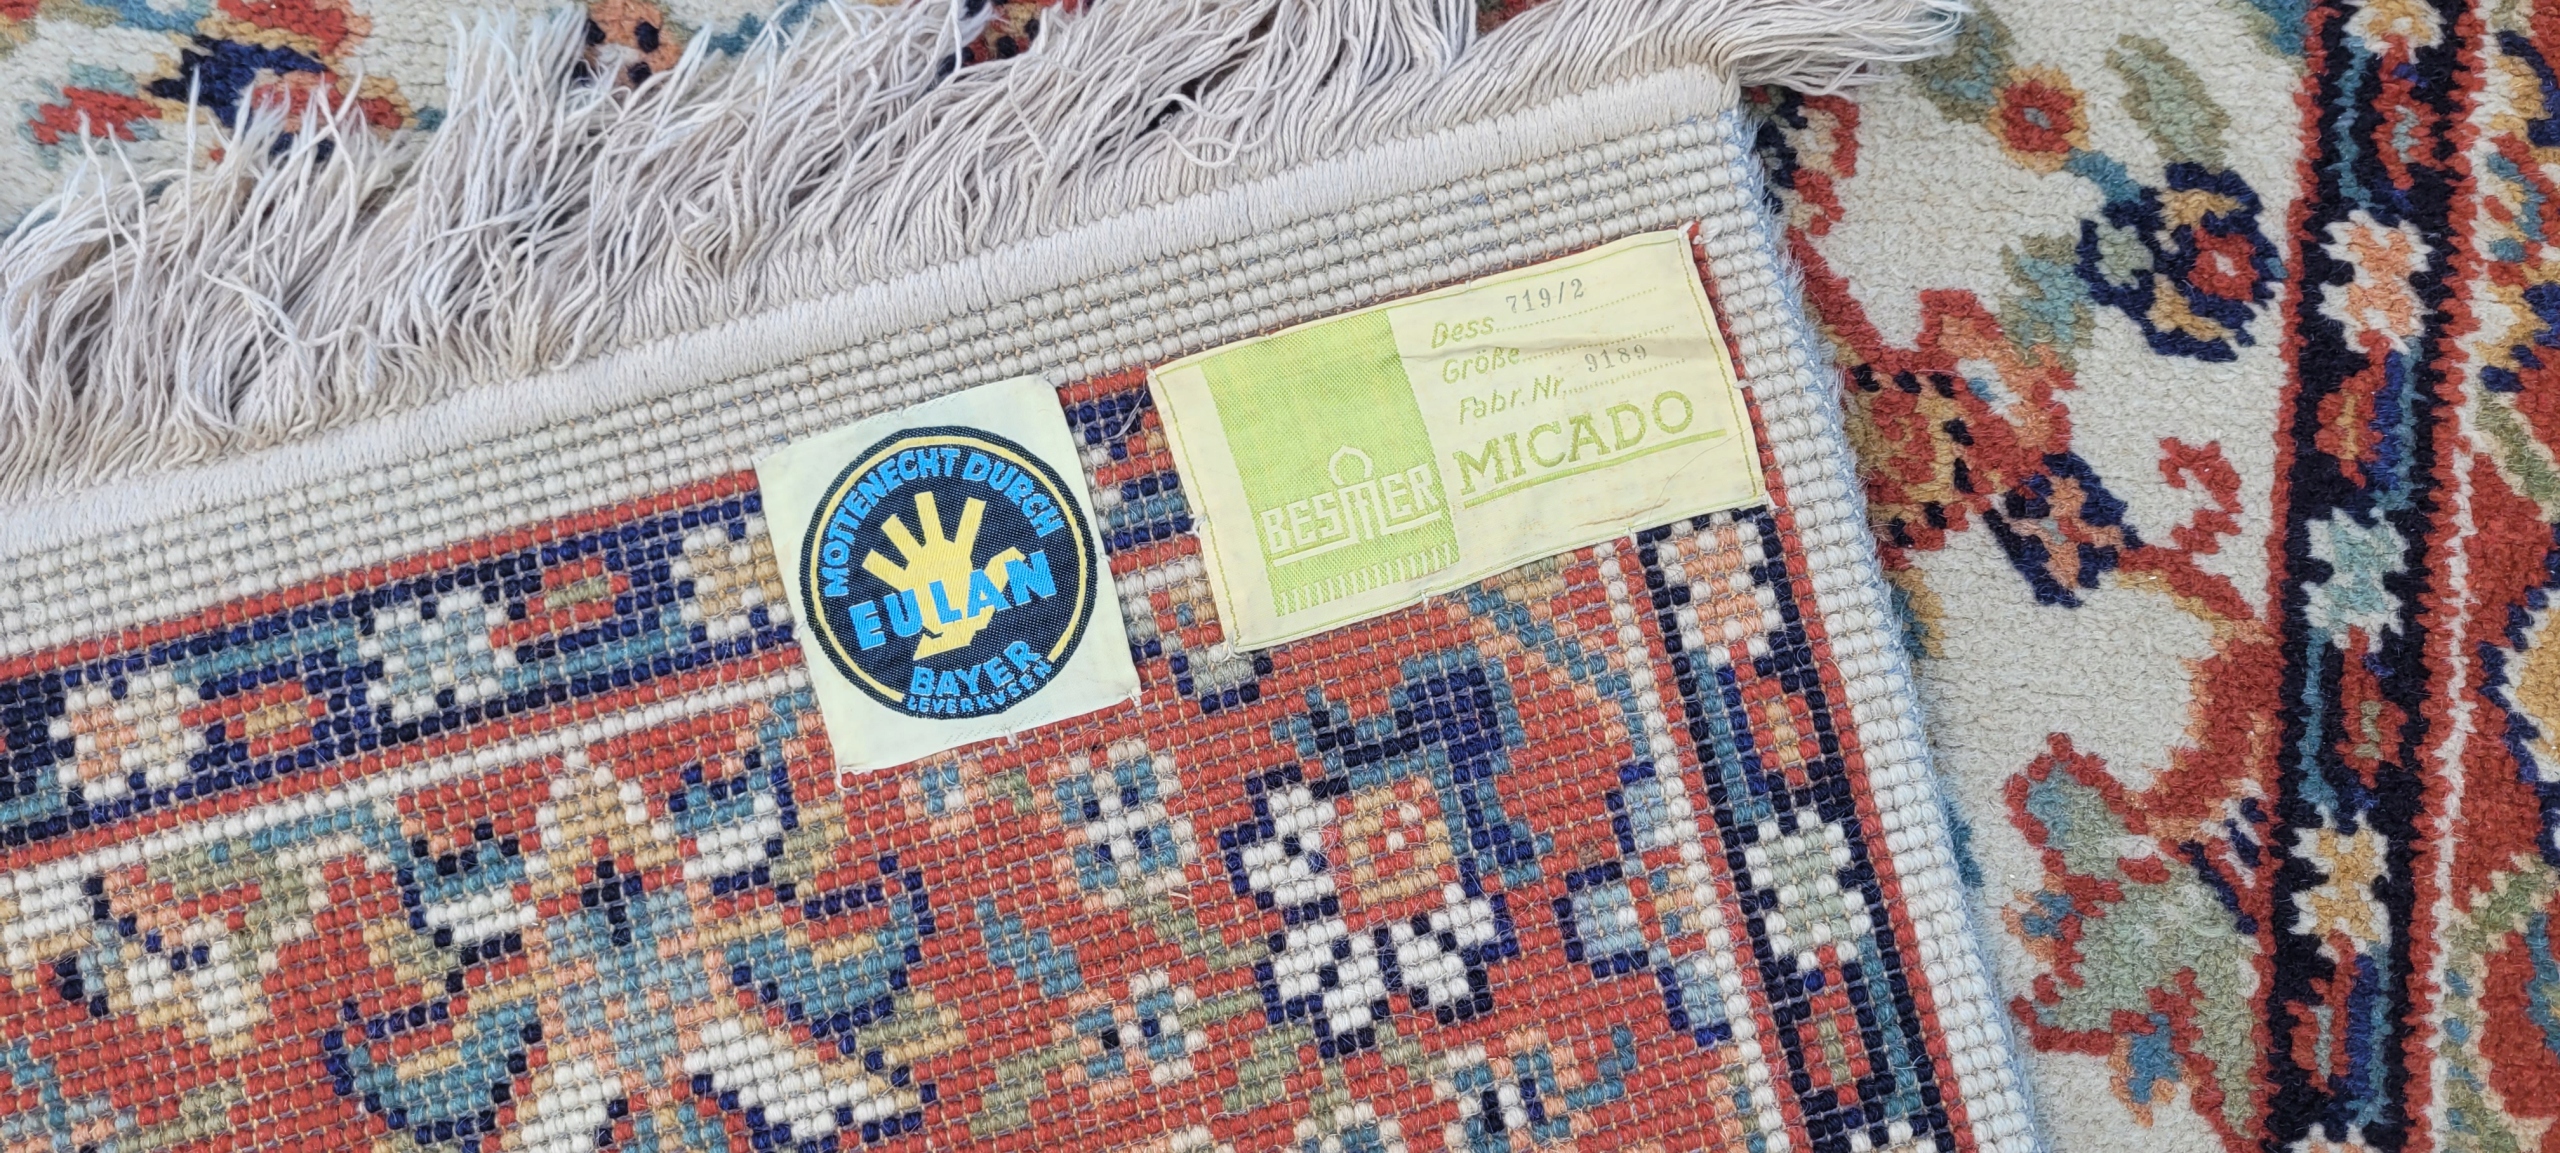 MOTTENECHT DURCH
EULAN
BAYER
LEVERKUSEN
BESMER
Dess. 719/2
Größe
Fabr. Nr. 9189
MICADO